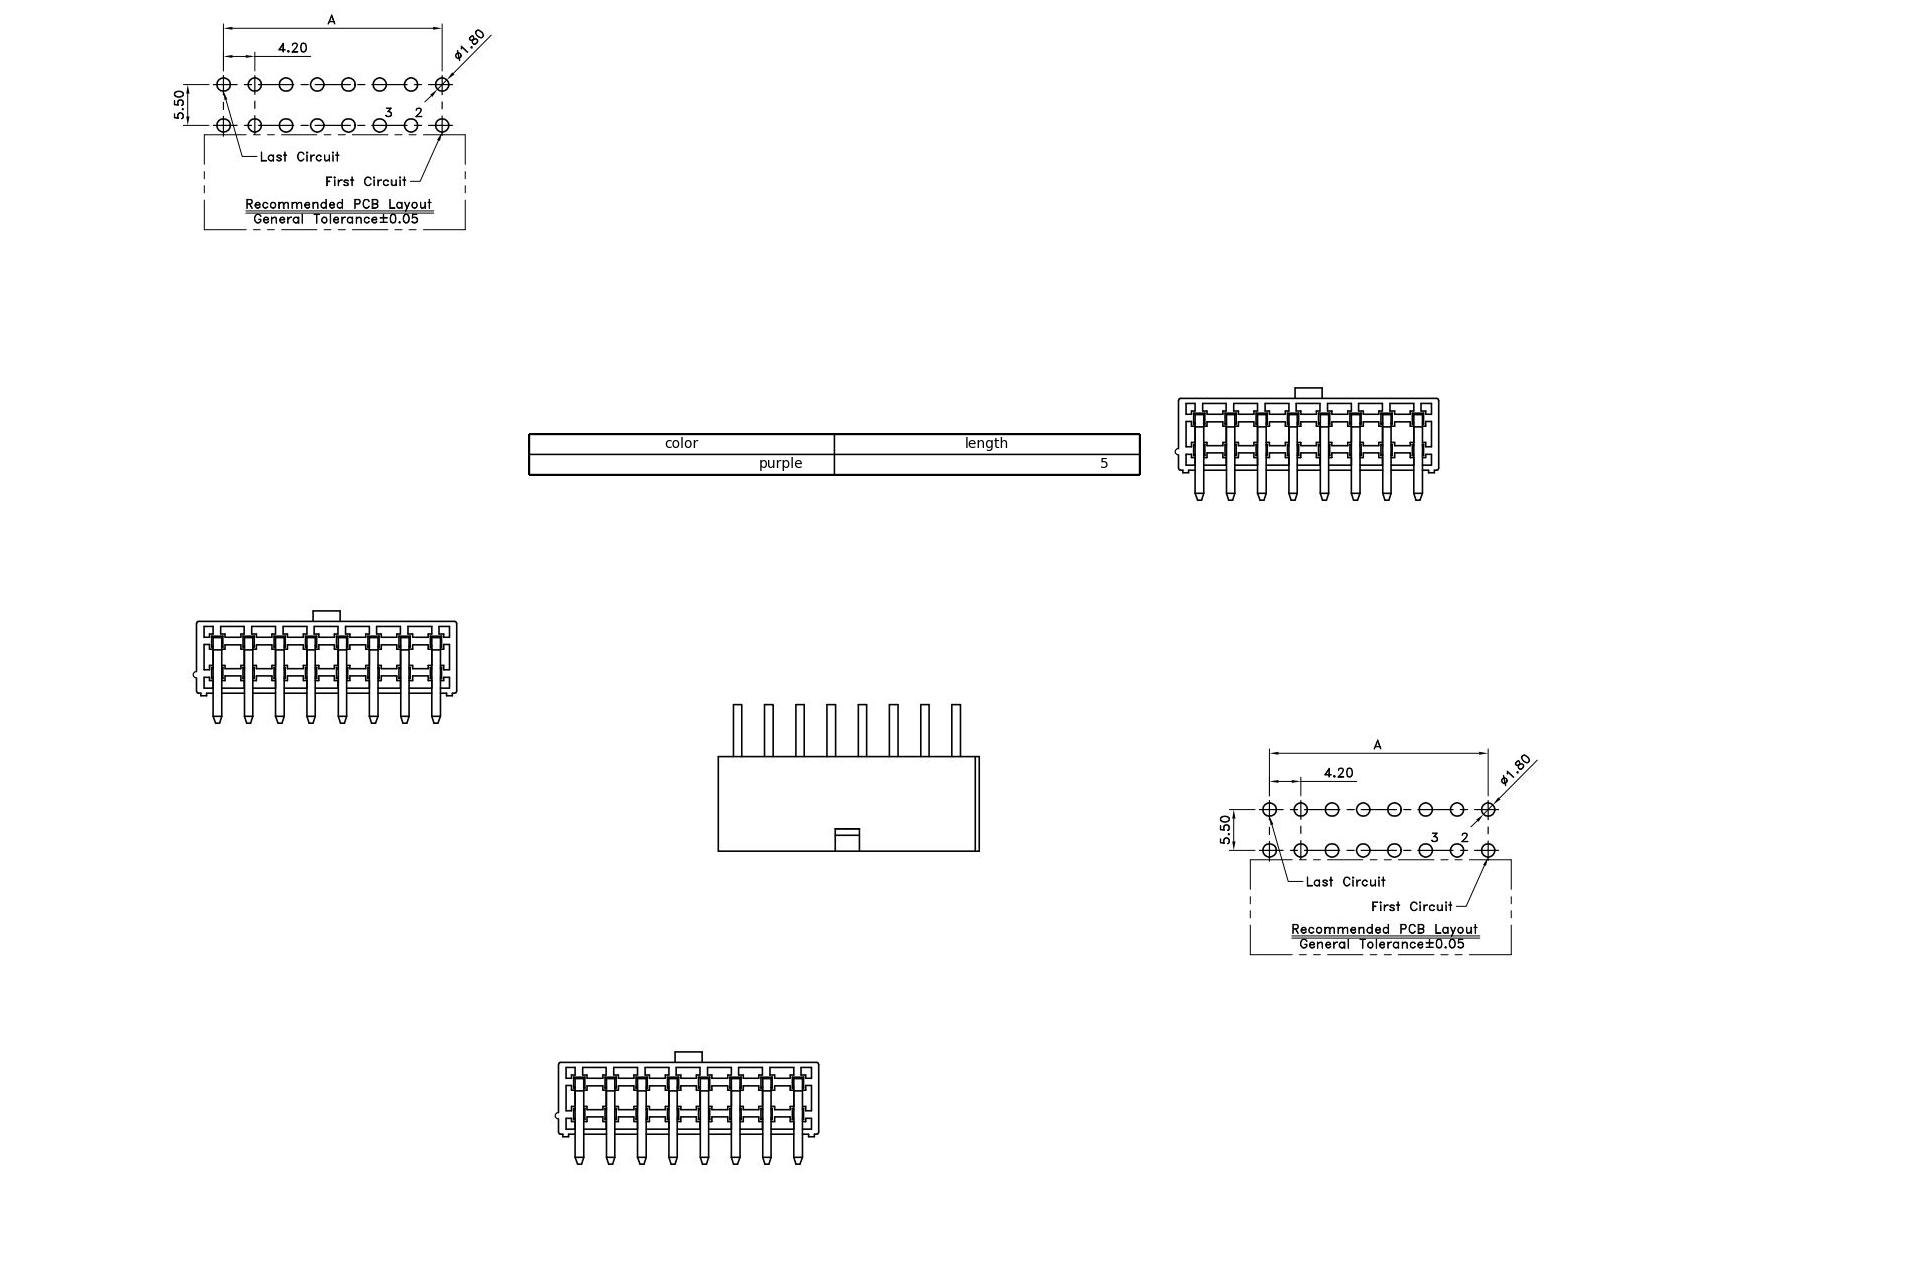 A
4.20
ø1.80
5.50
3 2
Last Circuit
First Circuit
Recommended PCB Layout
General Tolerance±0.05
color length
purple 5
A
4.20
ø1.80
5.50
3 2
Last Circuit
First Circuit
Recommended PCB Layout
General Tolerance±0.05